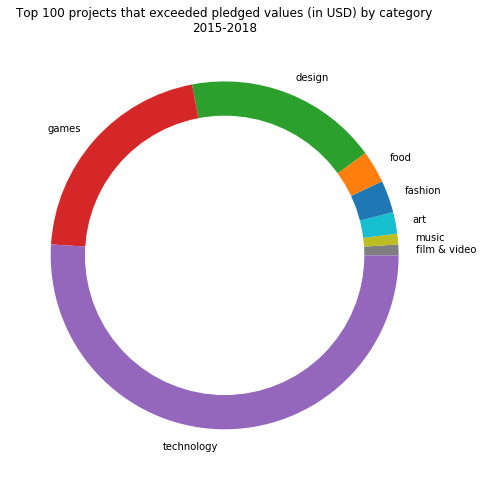 Top 100 projects that exceeded pledged values (in USD) by category
2015-2018
design
games
food
fashion
art
music
film & video
technology